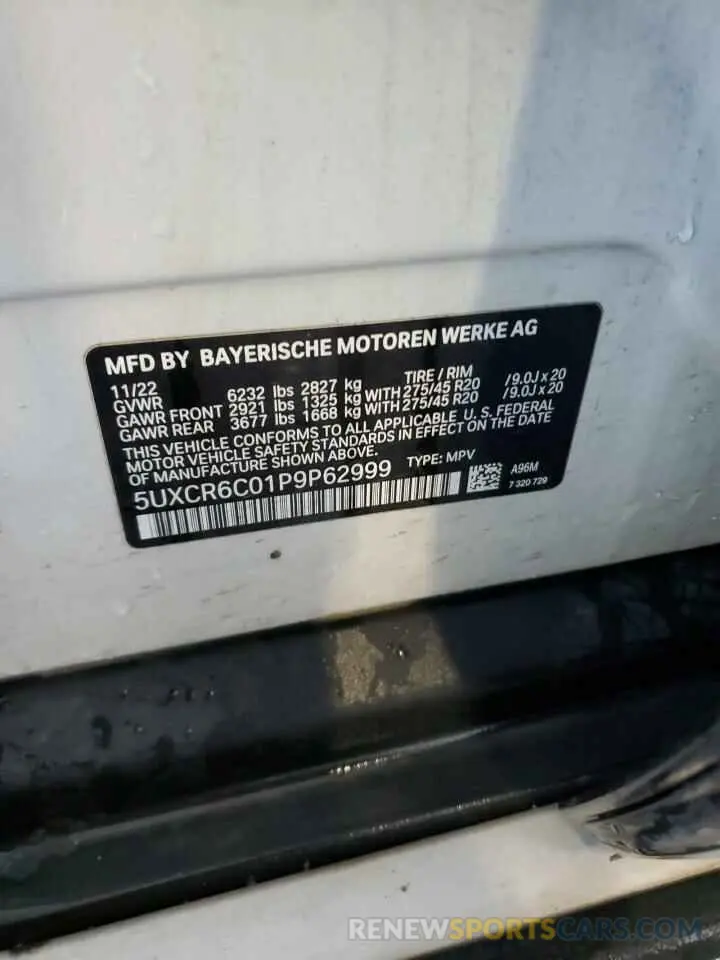 MFD BY BAYERISCHE MOTOREN WERKE AG
11/22 TIRE / RIM
GVWR 6232 lbs 2827 kg
GAWR FRONT 2921 lbs 1325 kg WITH 275/45 R20 /9.0J x 20
GAWR REAR 3677 lbs 1668 kg WITH 275/45 R20 /9.0J x 20
THIS VEHICLE CONFORMS TO ALL APPLICABLE U.S. FEDERAL
MOTOR VEHICLE SAFETY STANDARDS IN EFFECT ON THE DATE
OF MANUFACTURE SHOWN ABOVE.
5UXCR6C01P9P62999 TYPE: MPV
A96M
7 320 729
RENEWSPORTSCARS.COM